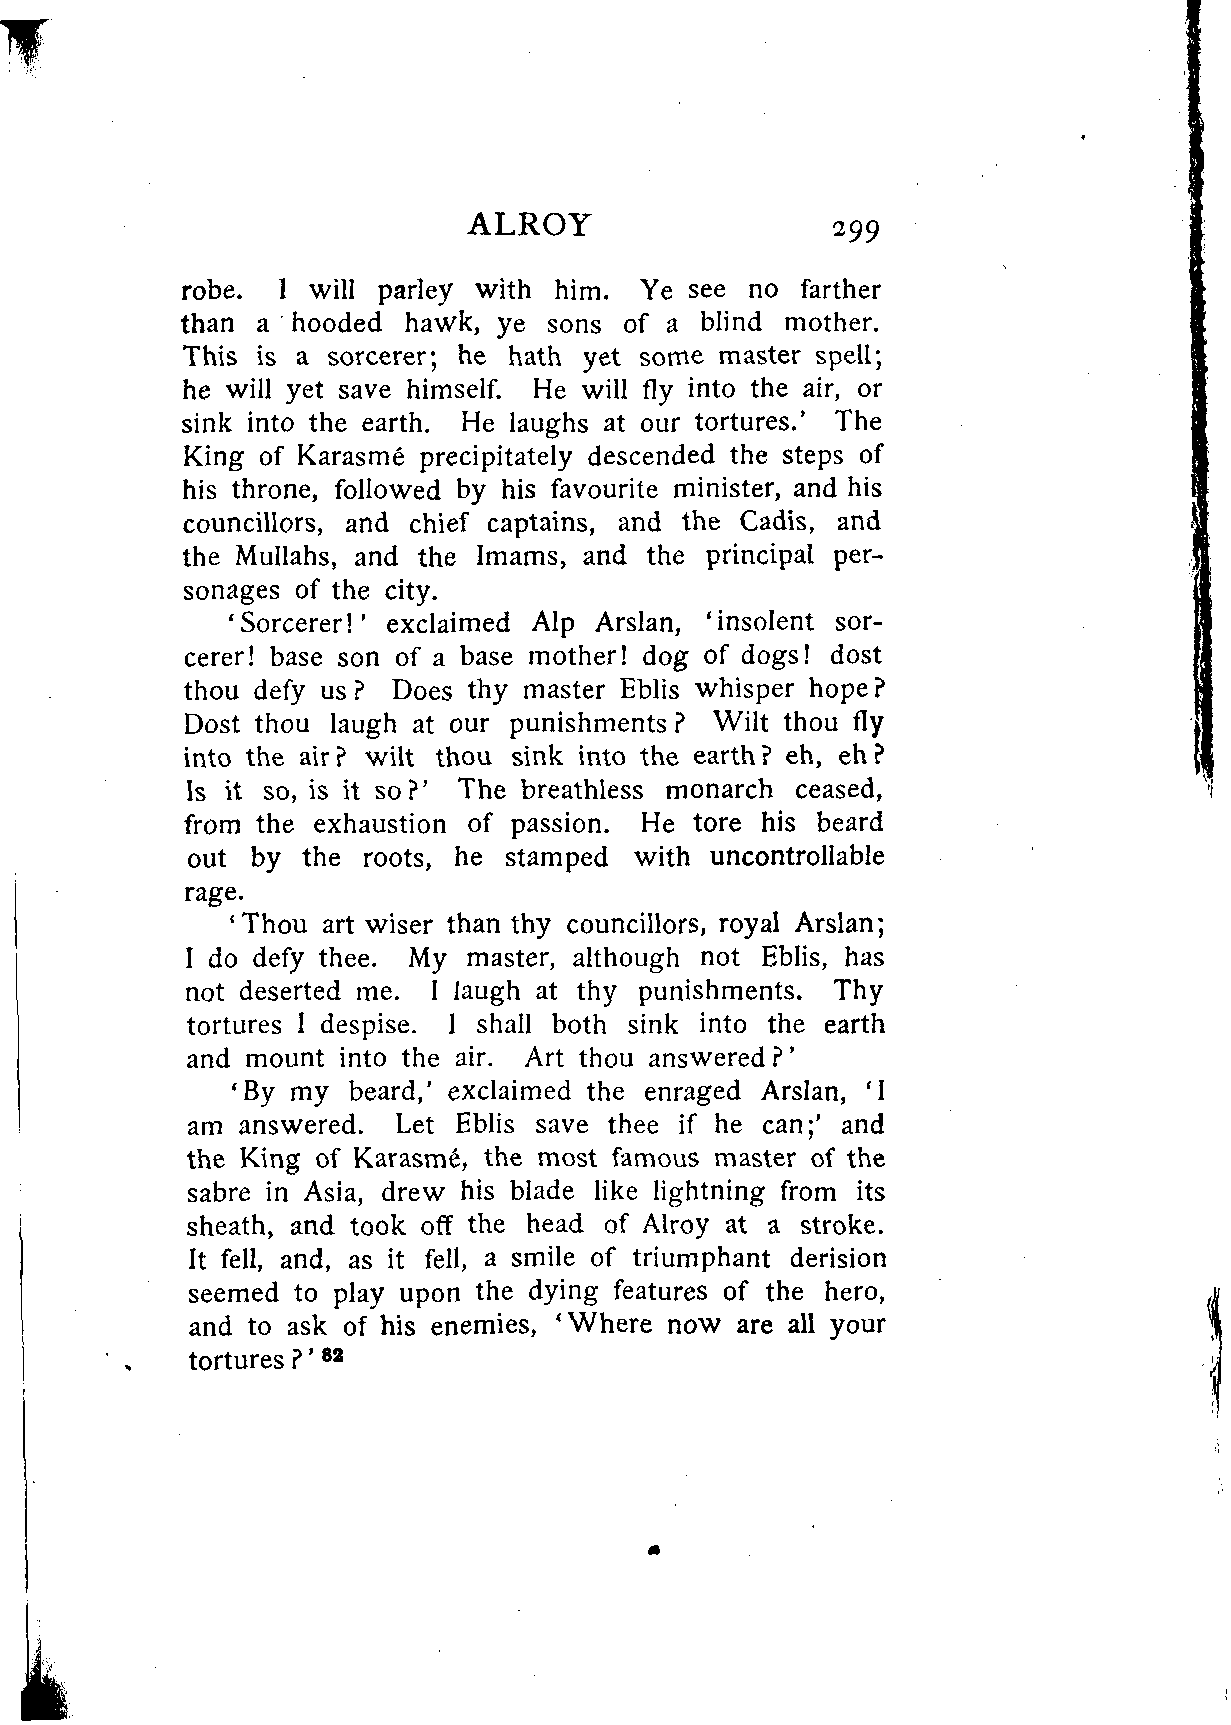 ALROY 299
robe. I will parley with him. Ye see no farther
than a hooded hawk, ye sons of a blind mother.
This is a sorcerer; he hath yet some master spell;
he will yet save himself. He will fly into the air, or
sink into the earth. He laughs at our tortures.' The
King of Karasmé precipitately descended the steps of
his throne, followed by his favourite minister, and his
councillors, and chief captains, and the Cadis, and
the Mullahs, and the Imams, and the principal per-
sonages of the city.
'Sorcerer!' exclaimed Alp Arslan, 'insolent sor-
cerer! base son of a base mother! dog of dogs! dost
thou defy us? Does thy master Eblis whisper hope?
Dost thou laugh at our punishments? Wilt thou fly
into the air? wilt thou sink into the earth? eh, eh?
Is it so, is it so?' The breathless monarch ceased,
from the exhaustion of passion. He tore his beard
out by the roots, he stamped with uncontrollable
rage.
'Thou art wiser than thy councillors, royal Arslan;
I do defy thee. My master, although not Eblis, has
not deserted me. I laugh at thy punishments. Thy
tortures I despise. I shall both sink into the earth
and mount into the air. Art thou answered?'
'By my beard,' exclaimed the enraged Arslan, 'I
am answered. Let Eblis save thee if he can;' and
the King of Karasmé, the most famous master of the
sabre in Asia, drew his blade like lightning from its
sheath, and took off the head of Alroy at a stroke.
It fell, and, as it fell, a smile of triumphant derision
seemed to play upon the dying features of the hero,
and to ask of his enemies, 'Where now are all your
tortures?' 82